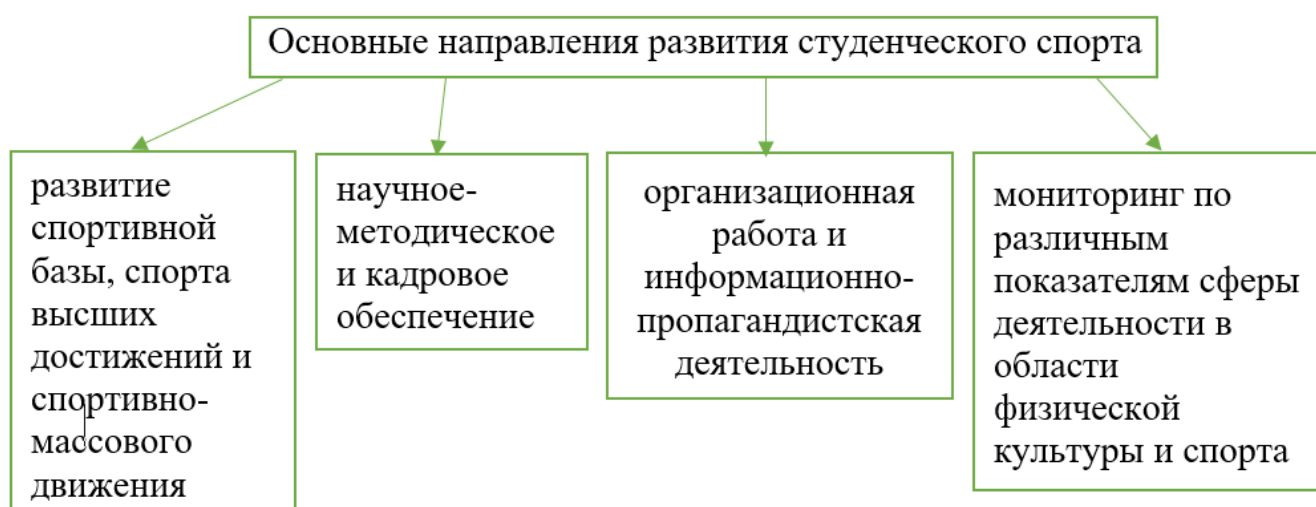 Основные направления развития студенческого спорта
развитие
спортивной
базы, спорта
высших
достижений и
спортивно-
массового
движения
научное-
методическое
и кадровое
обеспечение
организационная
работа и
информационно-
пропагандистская
деятельность
мониторинг по
различным
показателям сферы
деятельности в
области
физической
культуры и спорта